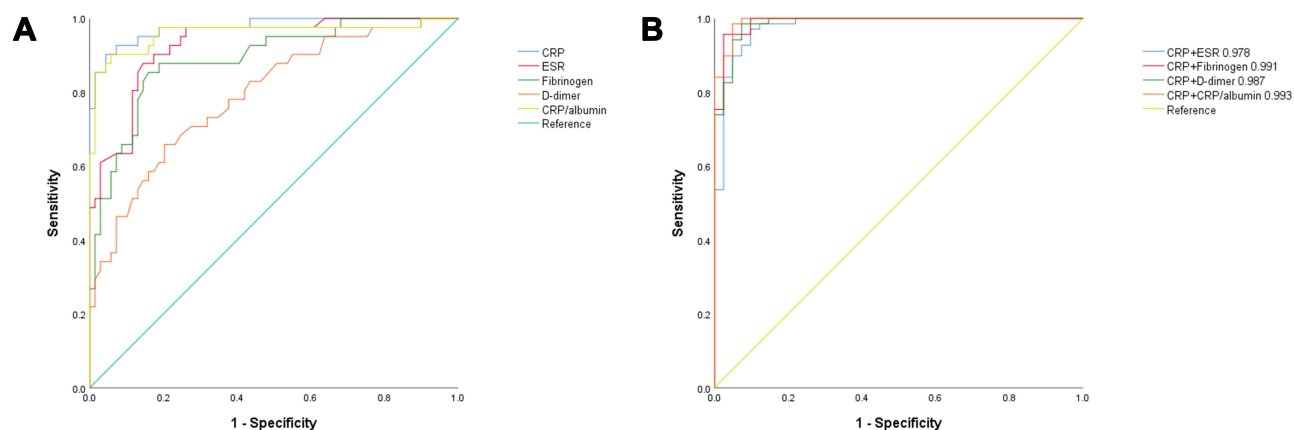 A
1.0
0.8
0.6
0.4
0.2
0.0
Sensitivity
0.0 0.2 0.4 0.6 0.8 1.0
1 - Specificity
CRP
ESR
Fibrinogen
D-dimer
CRP/albumin
Reference
B
1.0
0.8
0.6
0.4
0.2
0.0
Sensitivity
0.0 0.2 0.4 0.6 0.8 1.0
1 - Specificity
CRP+ESR 0.978
CRP+Fibrinogen 0.991
CRP+D-dimer 0.987
CRP+CRP/albumin 0.993
Reference